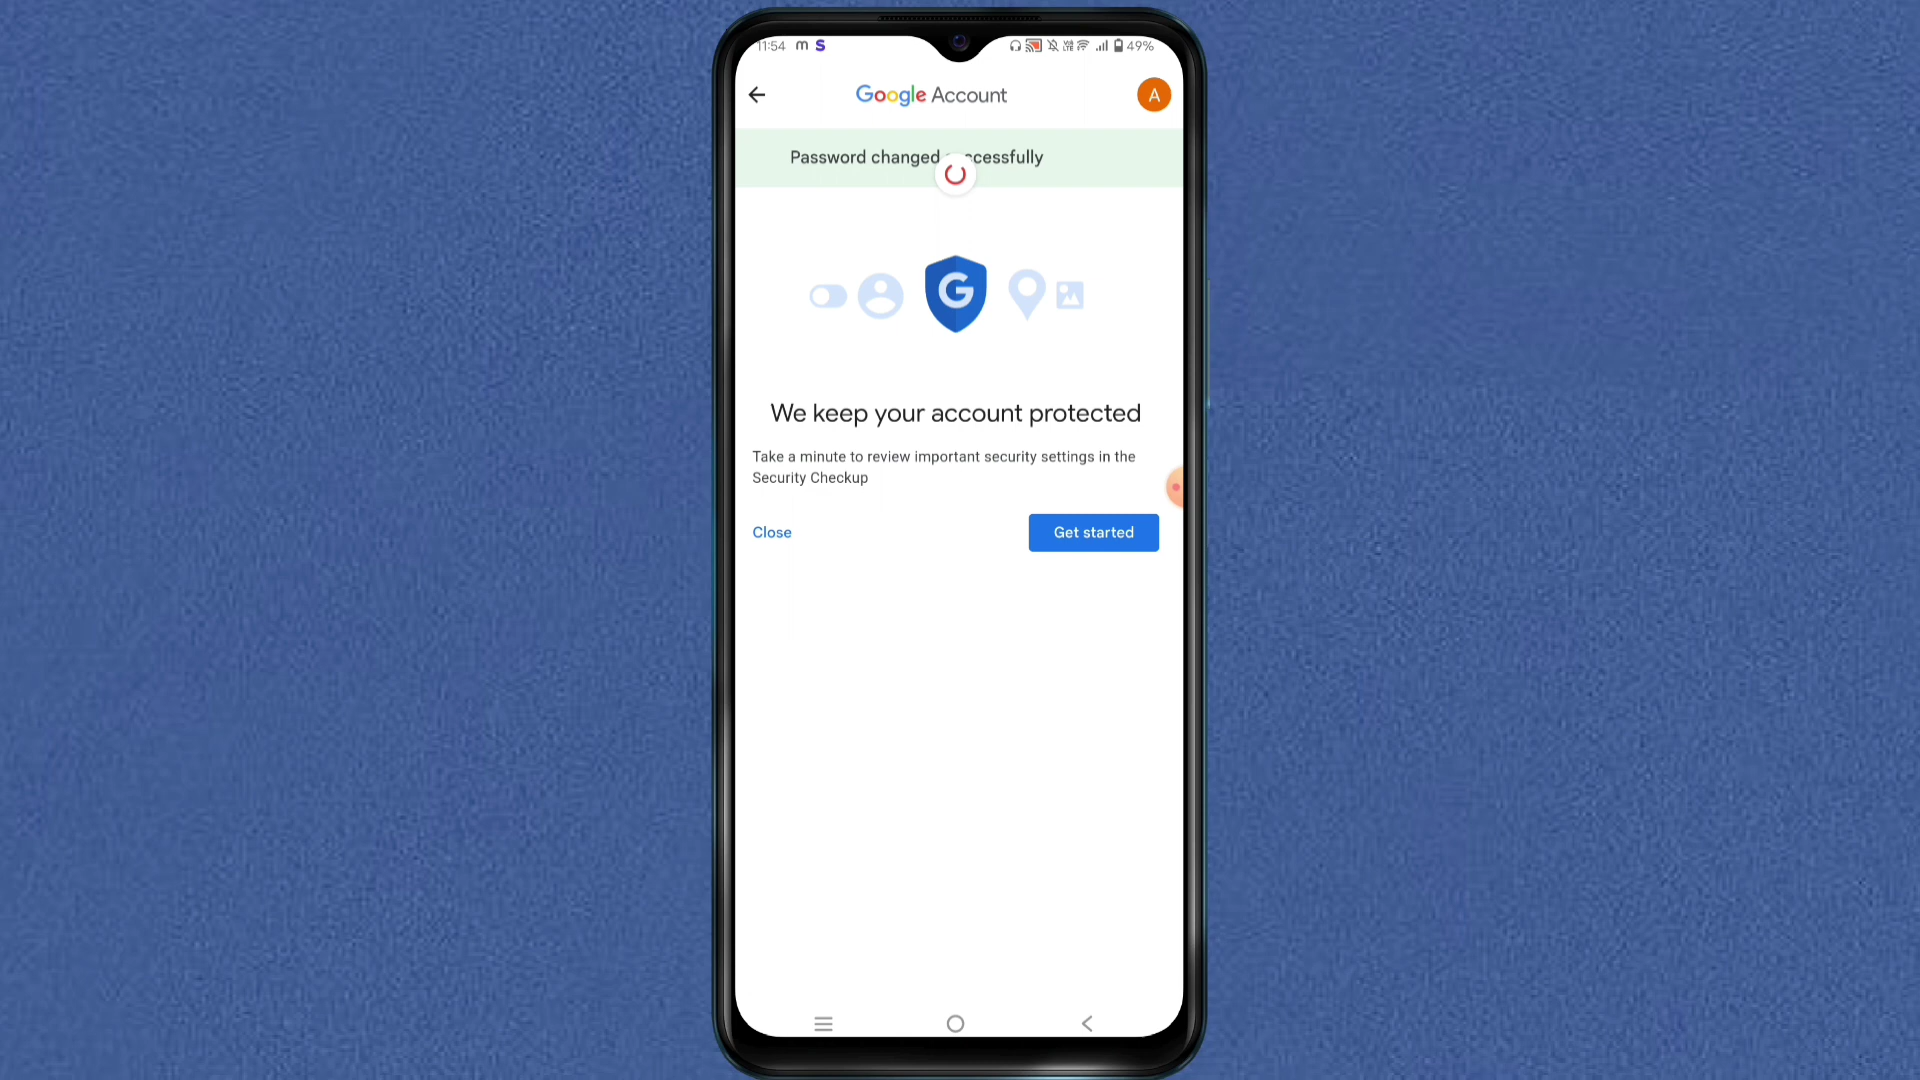 11:54 m S 49%
Google Account
A
Password changed cessfully
G
We keep your account protected
Take a minute to review important security settings in the
Security Checkup
Close
Get started